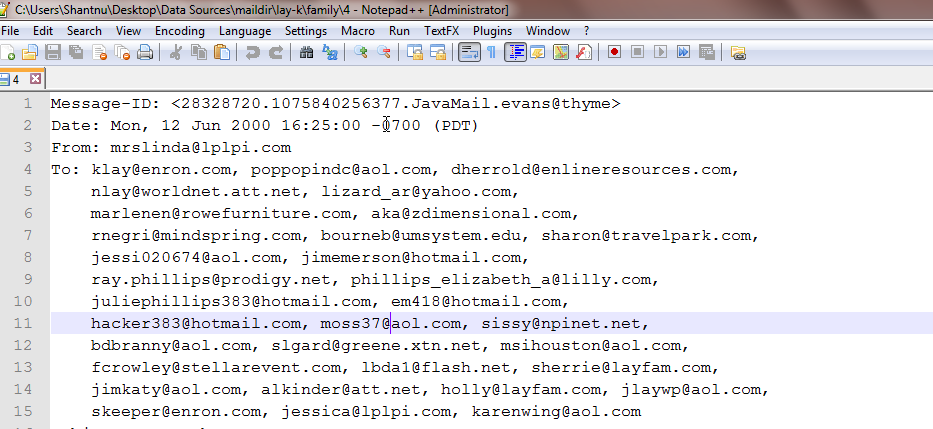 C:\Users\Shantnu\Desktop\Data Sources\maildir\lay-k\family\4 - Notepad++ [Administrator]
File Edit Search View Encoding Language Settings Macro Run TextFX Plugins Window ?
4
1 Message-ID: <28328720.1075840256377.JavaMail.evans@thyme>
2 Date: Mon, 12 Jun 2000 16:25:00 -0700 (PDT)
3 From: mrslinda@lplpi.com
4 To: klay@enron.com, poppopindc@aol.com, dherrold@enlineresources.com,
5 nlay@worldnet.att.net, lizard_ar@yahoo.com,
6 marlenen@rowefurniture.com, aka@zdimensional.com,
7 rnegri@mindspring.com, bourneb@umsystem.edu, sharon@travelpark.com,
8 jessi020674@aol.com, jimemerson@hotmail.com,
9 ray.phillips@prodigy.net, phillips_elizabeth_a@lilly.com,
10 juliephillips383@hotmail.com, em418@hotmail.com,
11 hacker383@hotmail.com, moss37@aol.com, sissy@npinet.net,
12 bdbranny@aol.com, slgard@greene.xtn.net, msihouston@aol.com,
13 fcrowley@stellarevent.com, lbda1@flash.net, sherrie@layfam.com,
14 jimkaty@aol.com, alkinder@att.net, holly@layfam.com, jlaywp@aol.com,
15 skeeper@enron.com, jessica@lplpi.com, karenwing@aol.com